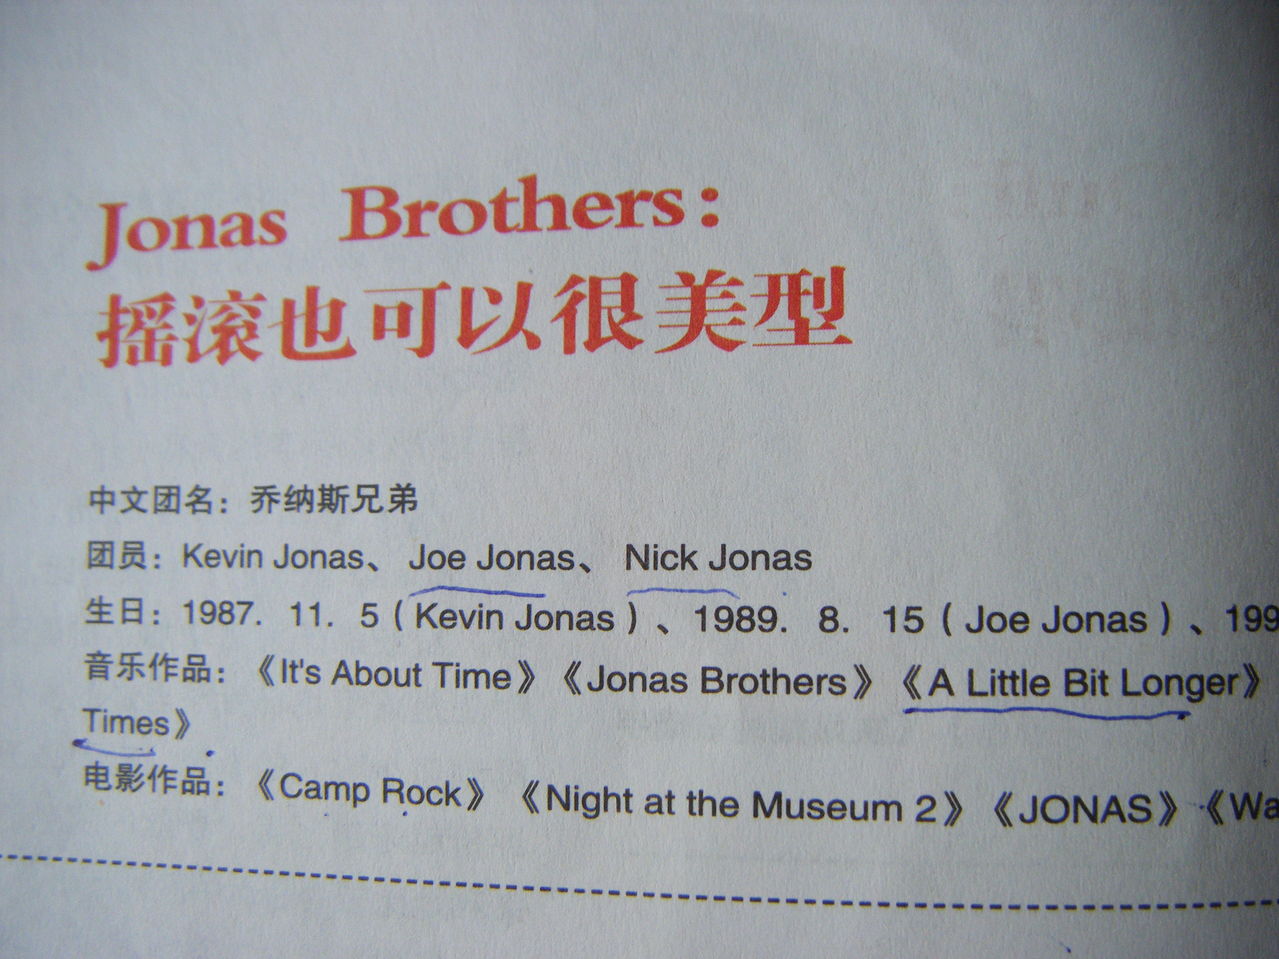 Jonas Brothers:
摇滚也可以很美型
中文团名：乔纳斯兄弟
团员：Kevin Jonas、 Joe Jonas、 Nick Jonas
生日：1987. 11. 5（Kevin Jonas）、1989. 8. 15（Joe Jonas）、199
音乐作品：《It's About Time》《Jonas Brothers》《A Little Bit Longer》
Times》
电影作品：《Camp Rock》《Night at the Museum 2》《JONAS》《Wa